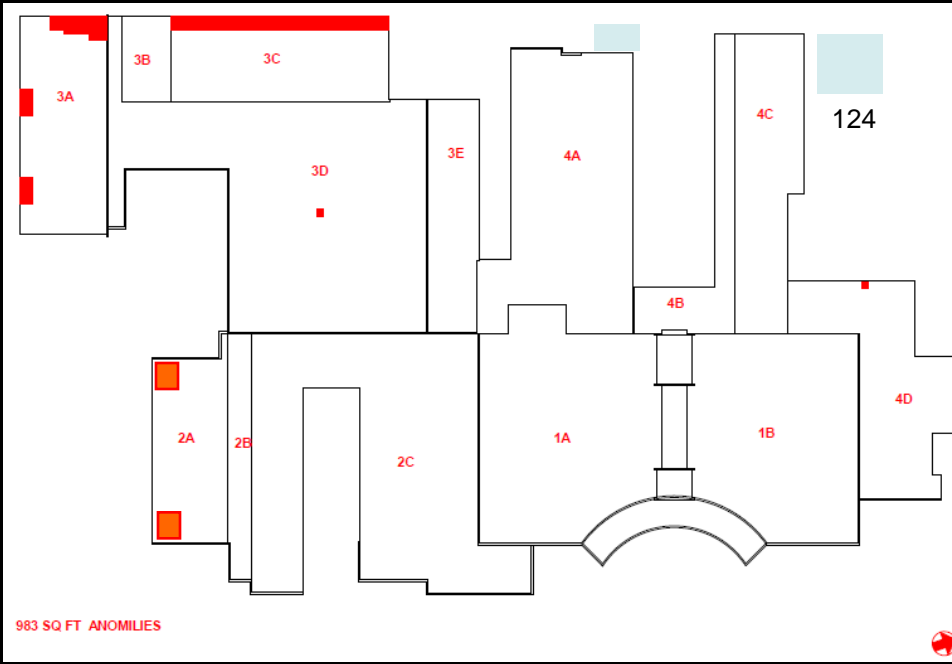 3B
3C
3A
4C
124
3E
4A
3D
4B
4D
2A
2B
1A
1B
2C
983 SQ FT ANOMILIES